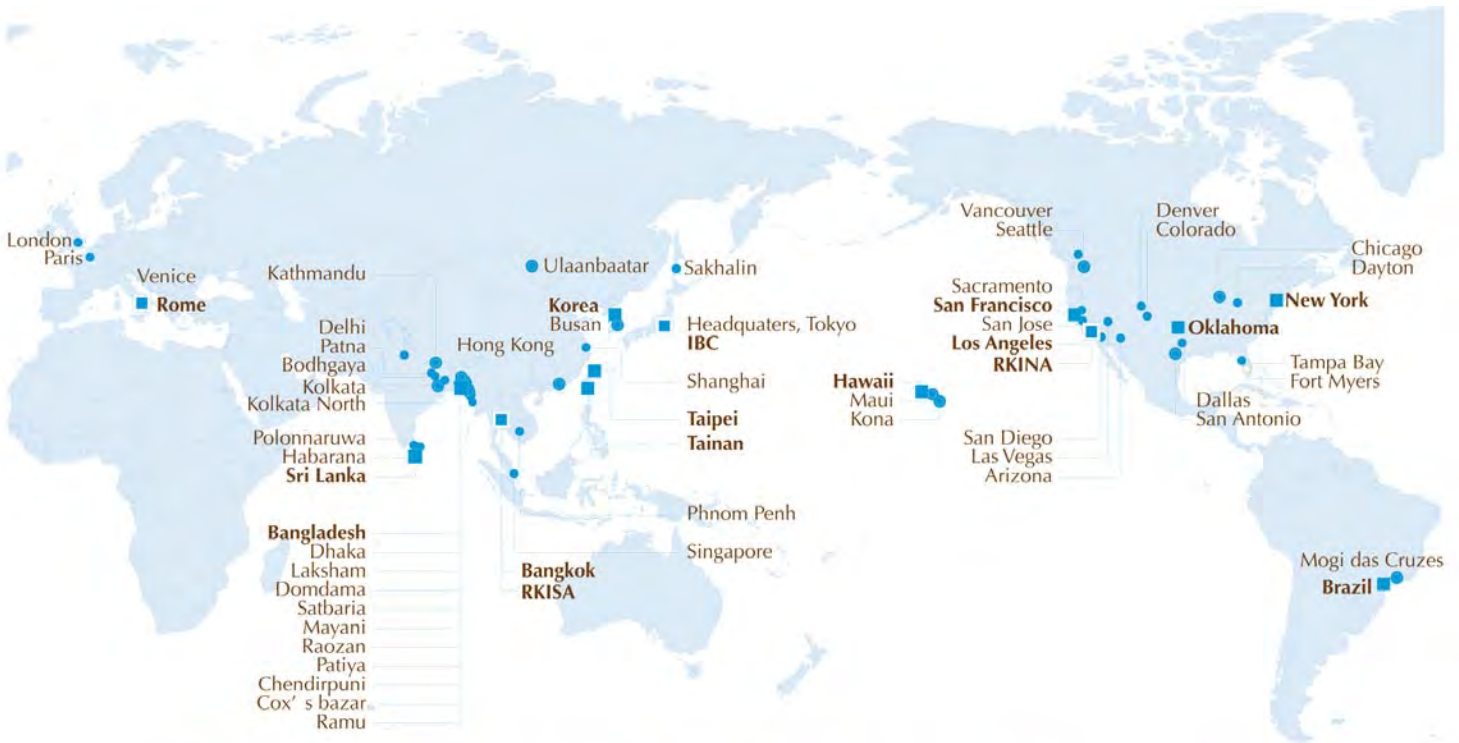 London
Paris
Venice
Rome
Kathmandu
Delhi
Patna
Bodhgaya
Kolkata
Kolkata North
Polonnaruwa
Habarana
Sri Lanka
Bangladesh
Dhaka
Laksham
Domdama
Satbaria
Mayani
Raozan
Patiya
Chendirpuni
Cox' s bazar
Ramu
Ulaanbaatar
Sakhalin
Korea
Busan
Hong Kong
Headquaters, Tokyo
IBC
Shanghai
Taipei
Tainan
Phnom Penh
Singapore
Bangkok
RKISA
Vancouver
Seattle
Sacramento
San Francisco
San Jose
Los Angeles
RKINA
Hawaii
Maui
Kona
San Diego
Las Vegas
Arizona
Denver
Colorado
Chicago
Dayton
New York
Oklahoma
Tampa Bay
Fort Myers
Dallas
San Antonio
Mogi das Cruzes
Brazil